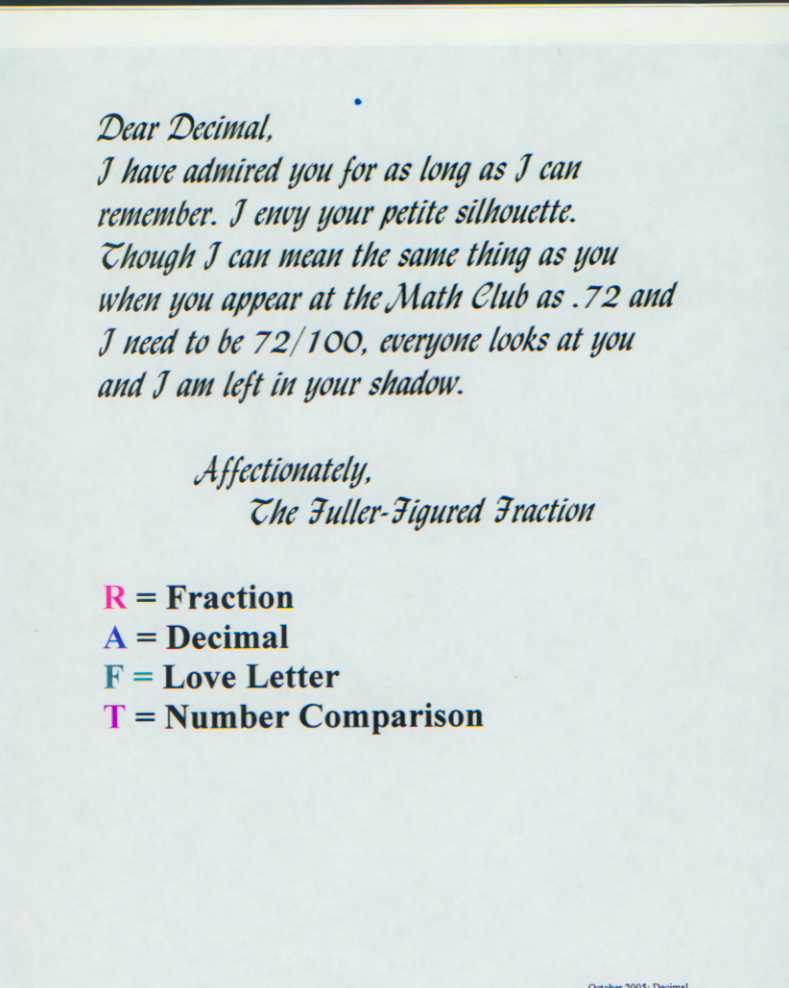 Dear Decimal,
I have admired you for as long as I can
remember. I envy your petite silhouette.
Though I can mean the same thing as you
when you appear at the Math Club as .72 and
I need to be 72/100, everyone looks at you
and I am left in your shadow.
Affectionately,
The Fuller-Figured Fraction
R = Fraction
A = Decimal
F = Love Letter
T = Number Comparison
October 2005: Decimal